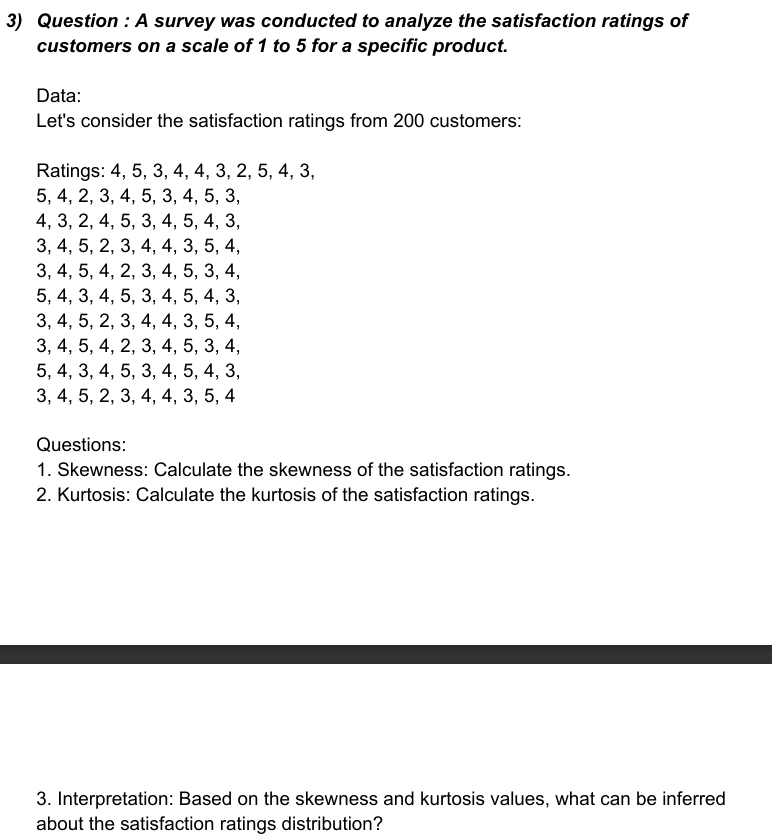 3) Question : A survey was conducted to analyze the satisfaction ratings of
customers on a scale of 1 to 5 for a specific product.
Data:
Let's consider the satisfaction ratings from 200 customers:
Ratings: 4, 5, 3, 4, 4, 3, 2, 5, 4, 3,
5, 4, 2, 3, 4, 5, 3, 4, 5, 3,
4, 3, 2, 4, 5, 3, 4, 5, 4, 3,
3, 4, 5, 2, 3, 4, 4, 3, 5, 4,
3, 4, 5, 4, 2, 3, 4, 5, 3, 4,
5, 4, 3, 4, 5, 3, 4, 5, 4, 3,
3, 4, 5, 2, 3, 4, 4, 3, 5, 4,
3, 4, 5, 4, 2, 3, 4, 5, 3, 4,
5, 4, 3, 4, 5, 3, 4, 5, 4, 3,
3, 4, 5, 2, 3, 4, 4, 3, 5, 4
Questions:
1. Skewness: Calculate the skewness of the satisfaction ratings.
2. Kurtosis: Calculate the kurtosis of the satisfaction ratings.
3. Interpretation: Based on the skewness and kurtosis values, what can be inferred
about the satisfaction ratings distribution?